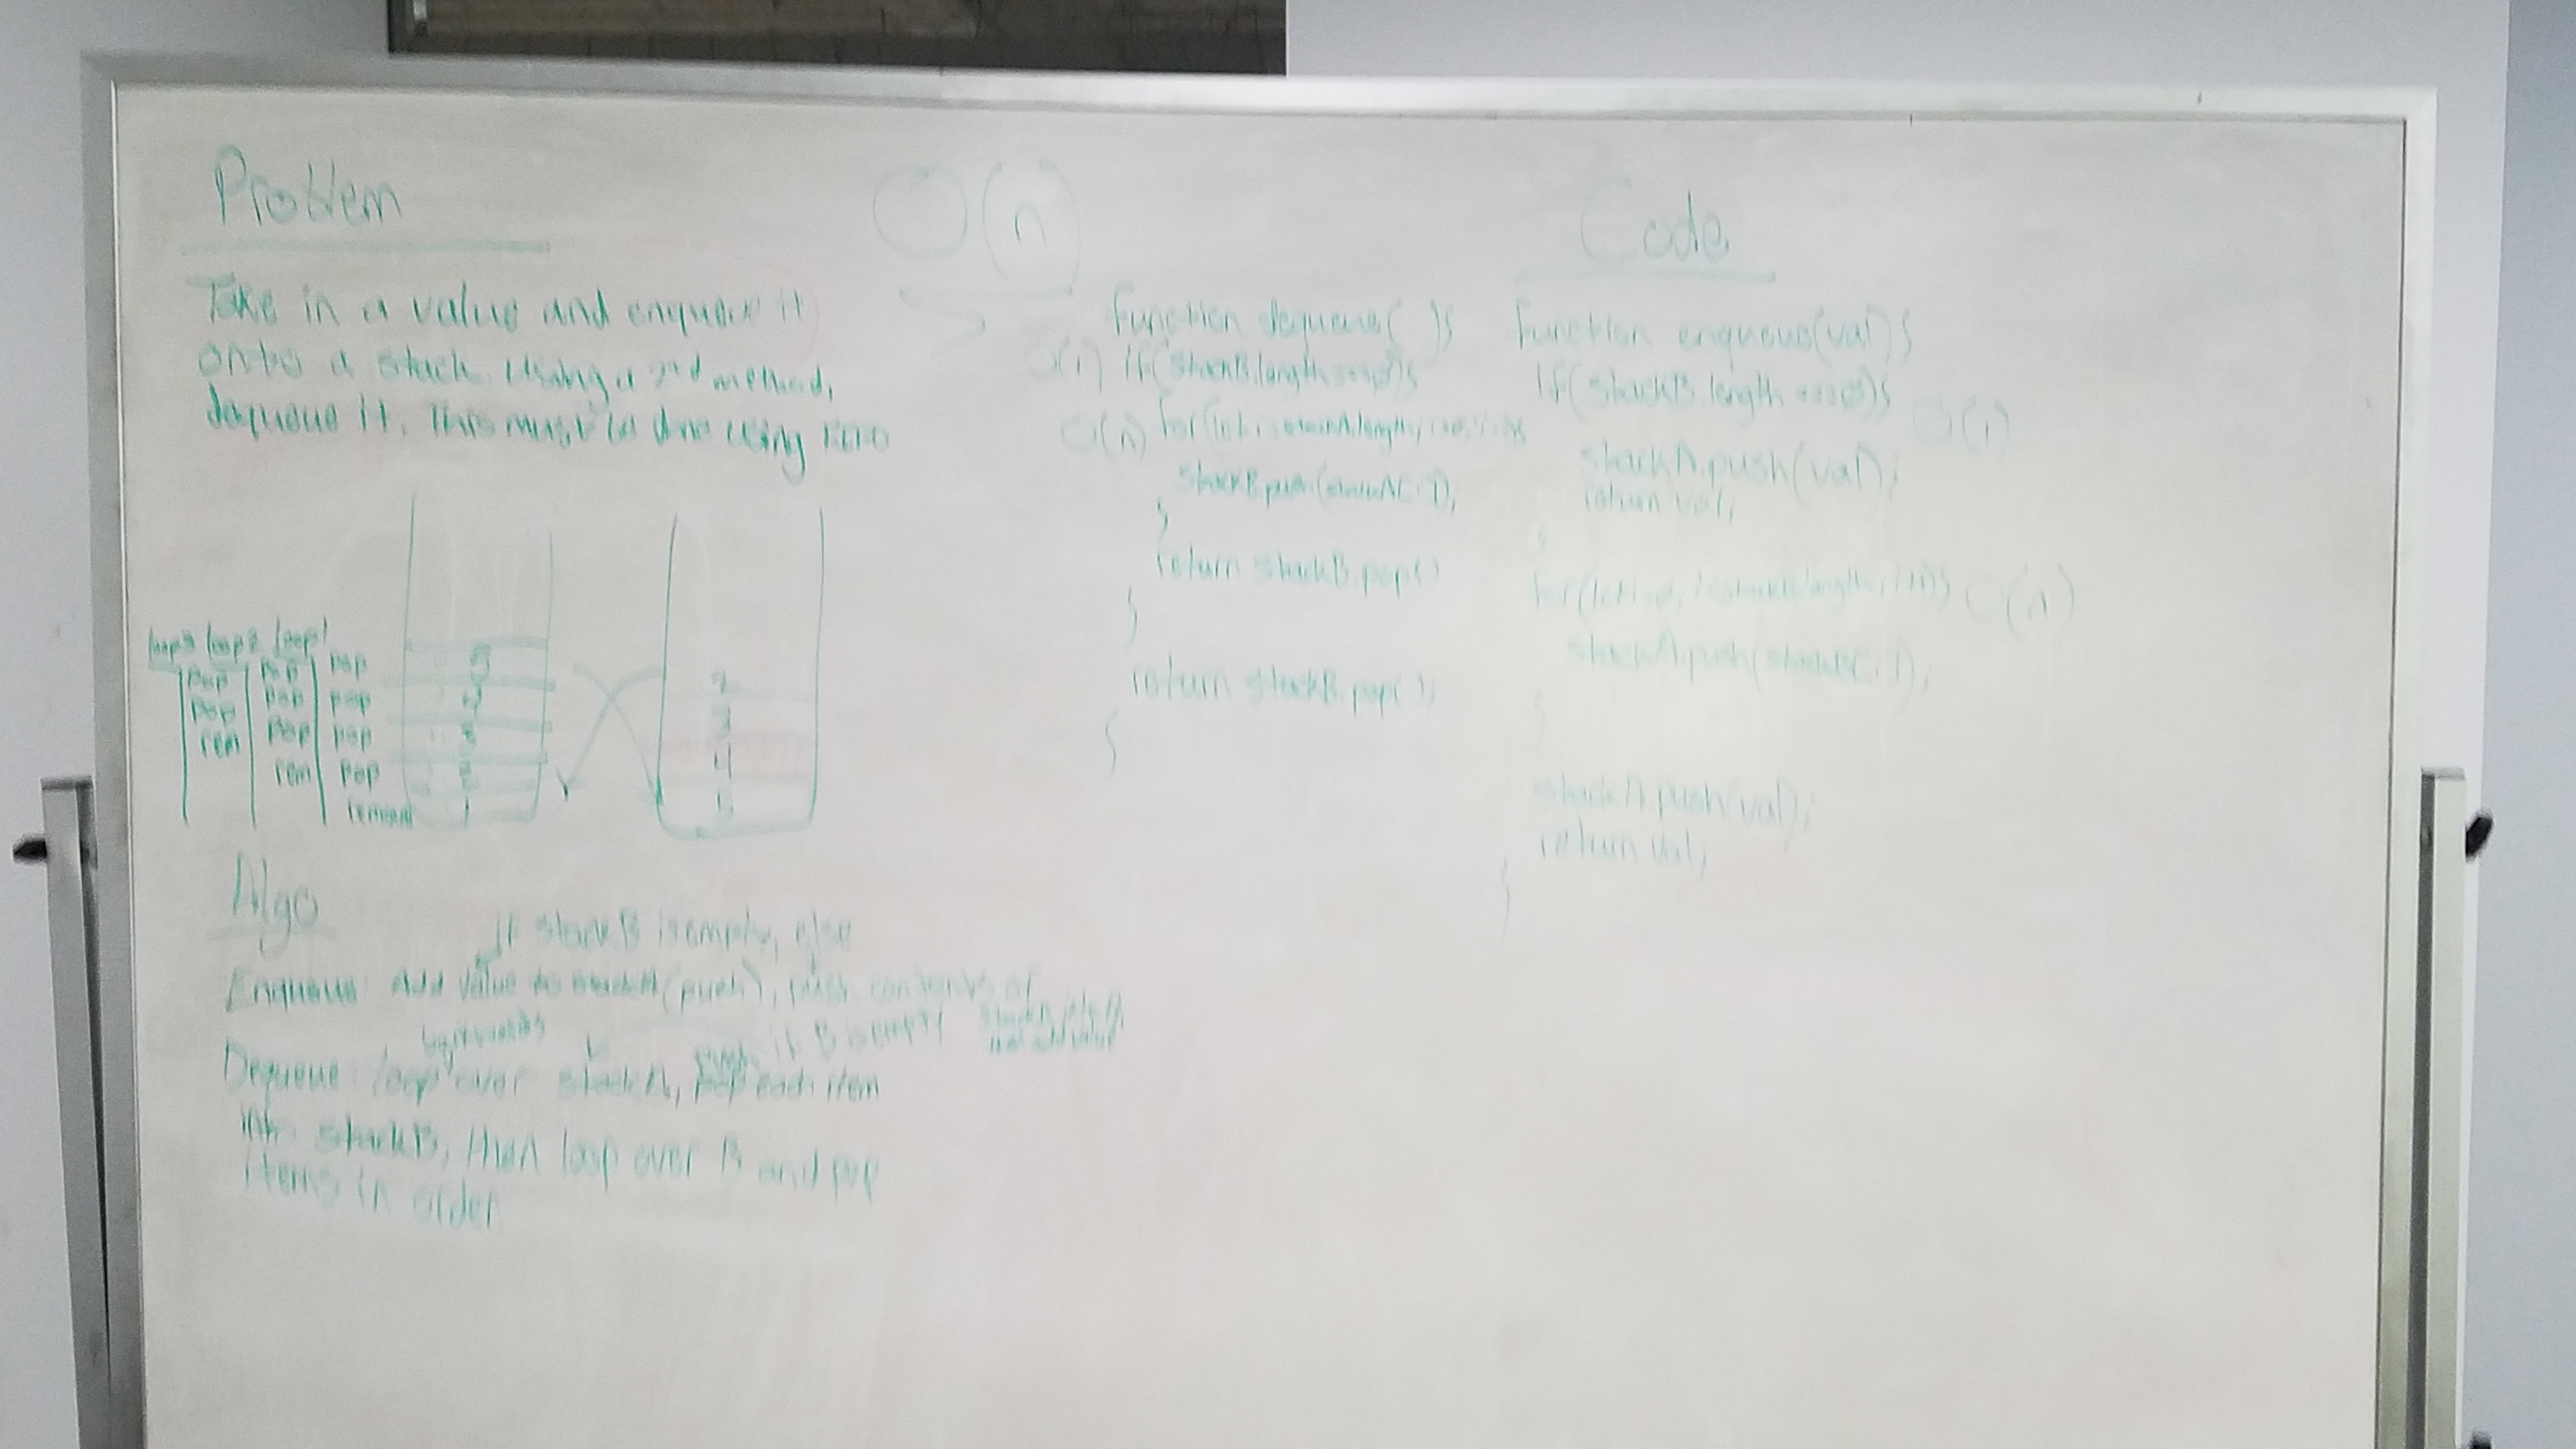 Problem
Take in a value and enqueue it
onto a stack. Using a 2nd method,
dequeue it. This must be done using FIFO
loop3 loop2 loop1
pop pop pop
pop pop pop
rem pop pop
rem pop
5
4
3
2
1
2
3
4
5
Algo
if stackB is empty, else
Enqueue: Add value to stackA (push), push contents of
Dequeue: loop over stackA, each item
backwards
push if B is empty
into stackB, then loop over B and pop
items in order
O(n)
function dequeue( ){
O(1) if(stackB.length===0){
O(n) for(let i=stackA.length;
stackB.push(stackA[i]);
}
return stackB.pop()
}
return stackB.pop();
}
Code
function enqueue(val){
if(stackB.length ===0){ O(1)
stackA.push(val);
return val;
}
for(let i=0; i<stackB.length; i++){ O(n)
stackA.push(stackB[i]);
}
stackA.push(val);
return val;
}